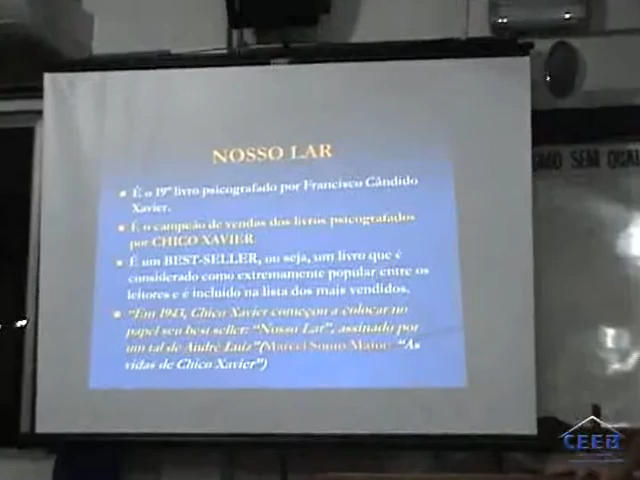 NOSSO LAR
É o 19º livro psicografado por Francisco Cândido
Xavier.
É o campeão de vendas dos livros psicografados
por CHICO XAVIER.
É um BEST-SELLER, ou seja, um livro que é
considerado como extremamente popular entre os
leitores e é incluído na lista dos mais vendidos.
"Em 1943, Chico Xavier começou a colocar no
papel seu best seller: "Nosso Lar", assinado por
um tal de André Luiz"(Marcel Souto Maior - "As
vidas de Chico Xavier")
SMO SEM QUAL
CEEB